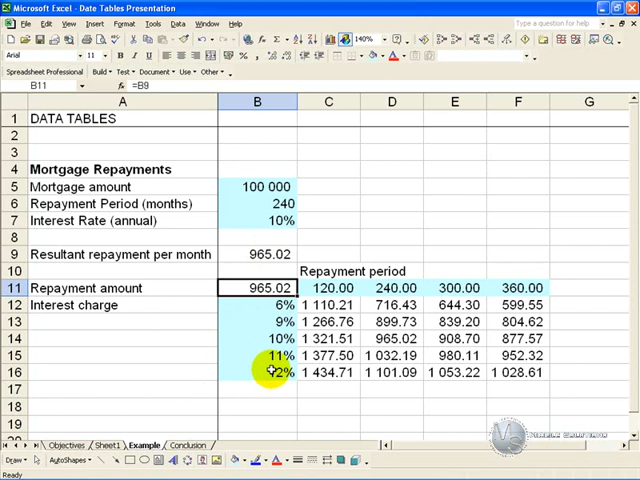 Microsoft Excel - Date Tables Presentation
File Edit View Insert Format Tools Data Window Help
Type a question for help
Arial 11 B I U 140%
Spreadsheet Professional Build Test Document Use Other
B11 fx =B9
A B C D E F G
1 DATA TABLES
2
3
4 Mortgage Repayments
5 Mortgage amount 100 000
6 Repayment Period (months) 240
7 Interest Rate (annual) 10%
8
9 Resultant repayment per month 965.02
10 Repayment period
11 Repayment amount 965.02 120.00 240.00 300.00 360.00
12 Interest charge 6% 1 110.21 716.43 644.30 599.55
13 9% 1 266.76 899.73 839.20 804.62
14 10% 1 321.51 965.02 908.70 877.57
15 11% 1 377.50 1 032.19 980.11 952.32
16 12% 1 434.71 1 101.09 1 053.22 1 028.61
17
18
19
Objectives Sheet1 Example Conclusion
Draw AutoShapes
Ready